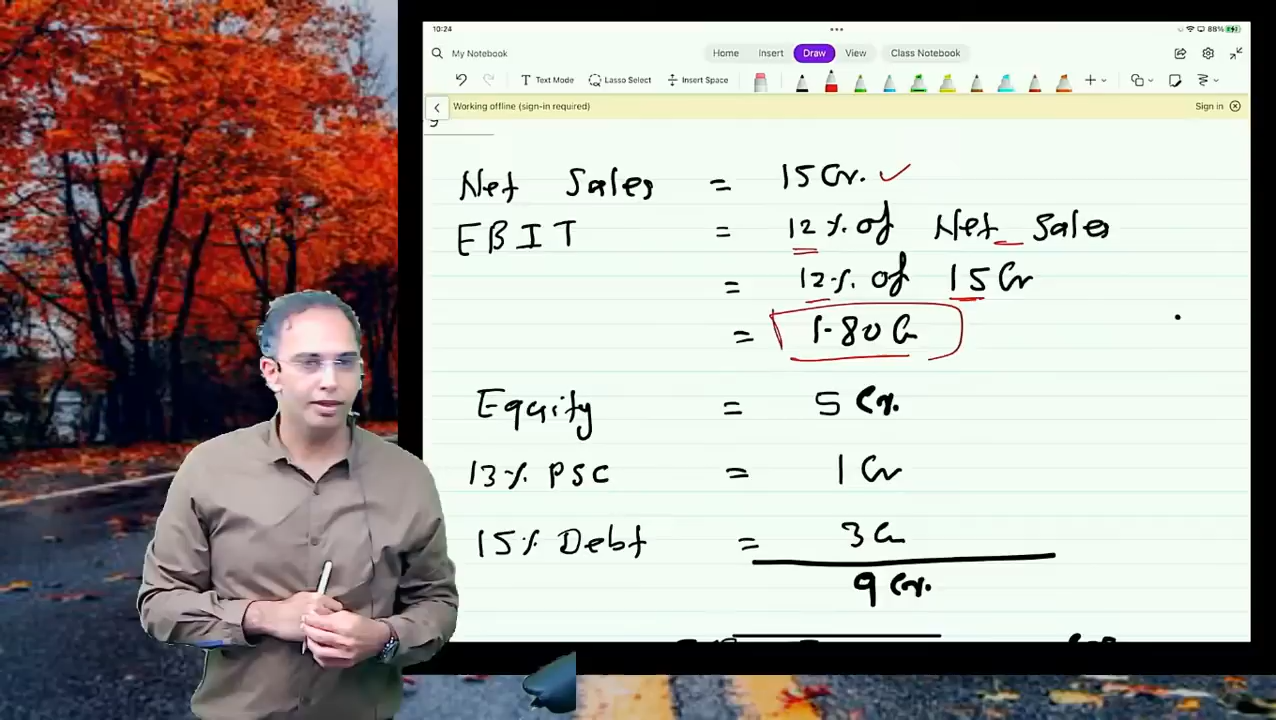 10:24
88%
My Notebook
Home Insert Draw View Class Notebook
Text Mode Lasso Select Insert Space
Working offline (sign-in required) Sign in
Net Sales = 15 Cr. ✓
EBIT = 12 % of Net Sales
= 12 % of 15 Cr
= 1.80 Cr
Equity = 5 Cr.
13 % PSC = 1 Cr
15 % Debt = 3 Cr
9 Cr.